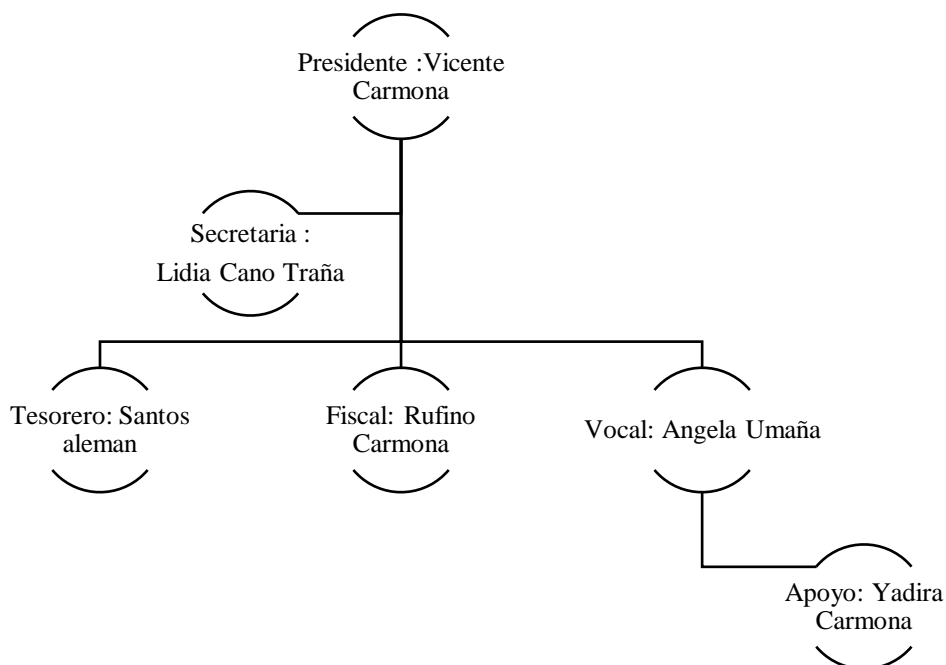 Presidente :Vicente
Carmona
Secretaria :
Lidia Cano Traña
Tesorero: Santos
aleman
Fiscal: Rufino
Carmona
Vocal: Angela Umaña
Apoyo: Yadira
Carmona